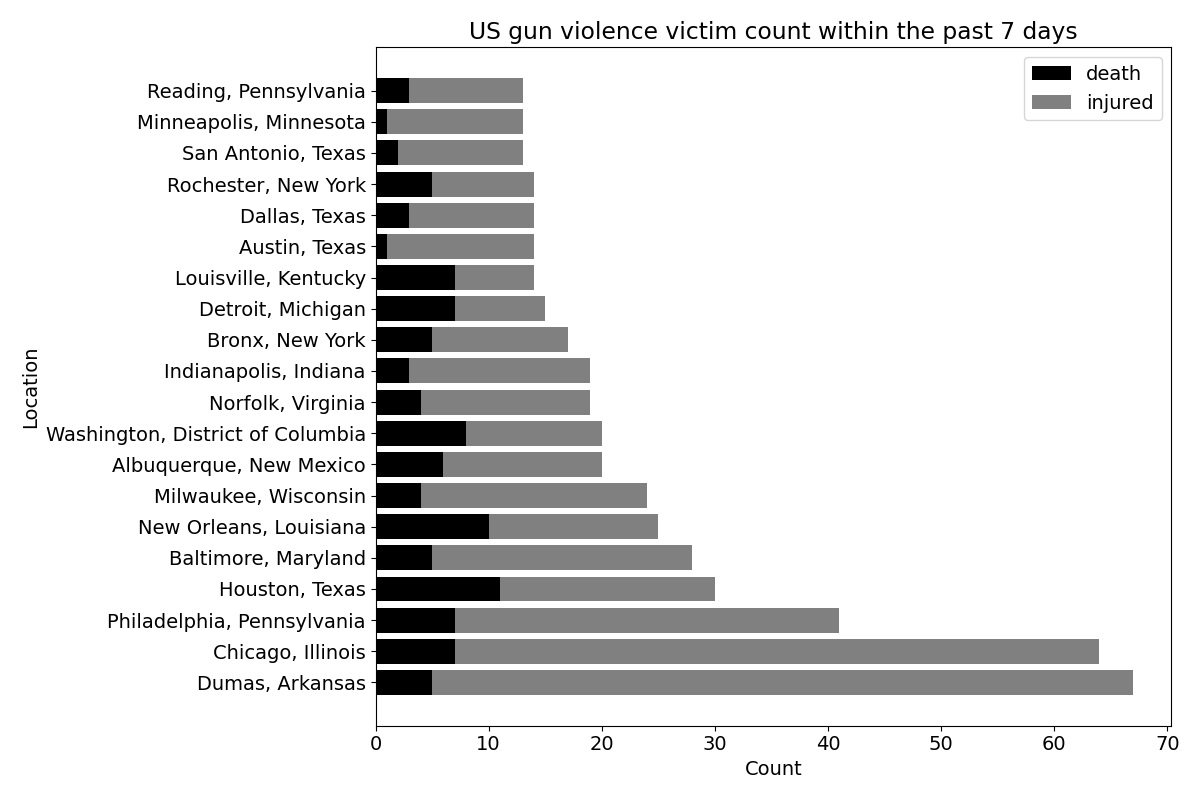 US gun violence victim count within the past 7 days
death
injured
Reading, Pennsylvania
Minneapolis, Minnesota
San Antonio, Texas
Rochester, New York
Dallas, Texas
Austin, Texas
Louisville, Kentucky
Detroit, Michigan
Bronx, New York
Indianapolis, Indiana
Norfolk, Virginia
Washington, District of Columbia
Albuquerque, New Mexico
Milwaukee, Wisconsin
New Orleans, Louisiana
Baltimore, Maryland
Houston, Texas
Philadelphia, Pennsylvania
Chicago, Illinois
Dumas, Arkansas
Location
0 10 20 30 40 50 60 70
Count